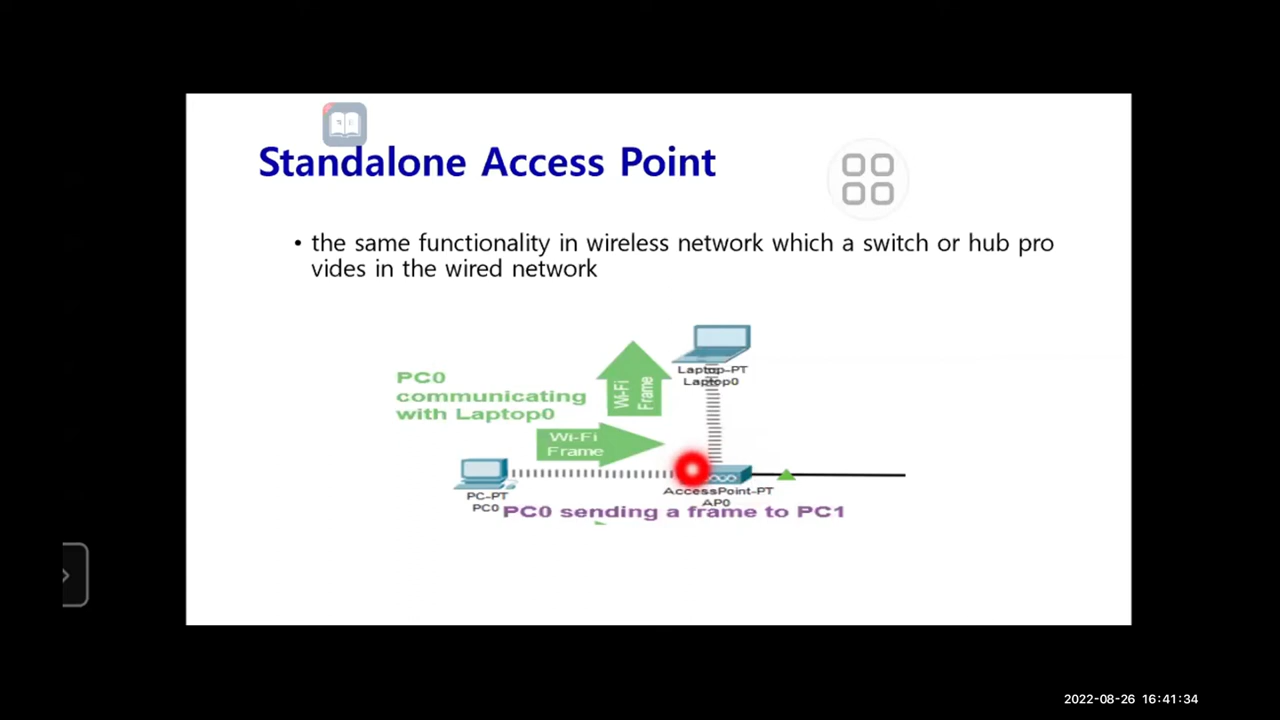 Standalone Access Point
• the same functionality in wireless network which a switch or hub pro
vides in the wired network
PC0
communicating
with Laptop0
Wi-Fi
Frame
Laptop-PT
Laptop0
Wi-Fi
Frame
PC-PT
PC0
AccessPoint-PT
AP0
PC0 sending a frame to PC1
2022-08-26 16:41:34